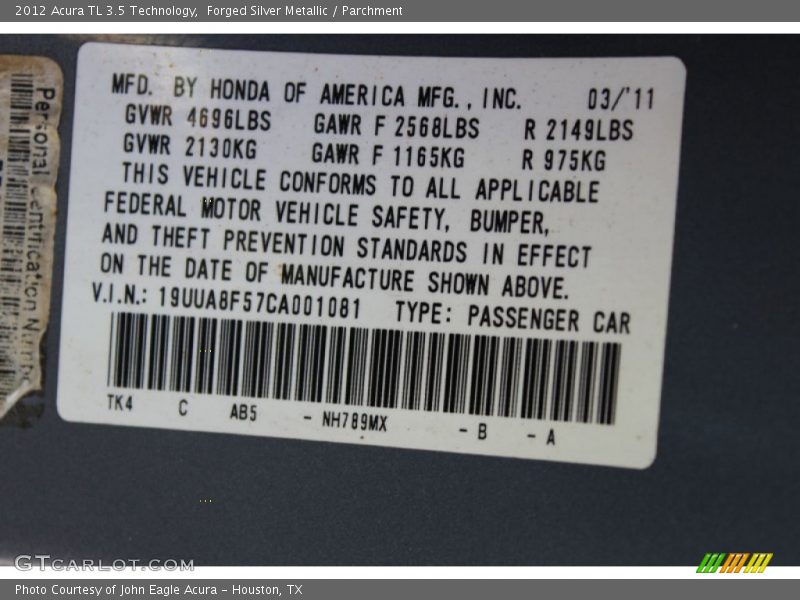 2012 Acura TL 3.5 Technology,  Forged Silver Metallic / Parchment
MFD. BY HONDA OF AMERICA MFG., INC. 03/'11
GVWR 4696LBS GAWR F 2568LBS R 2149LBS
GVWR 2130KG GAWR F 1165KG R 975KG
THIS VEHICLE CONFORMS TO ALL APPLICABLE
FEDERAL MOTOR VEHICLE SAFETY, BUMPER,
AND THEFT PREVENTION STANDARDS IN EFFECT
ON THE DATE OF MANUFACTURE SHOWN ABOVE.
V.I.N.: 19UUA8F57CA001081 TYPE: PASSENGER CAR
TK4 C AB5 - NH789MX - B - A
Personal
GTCARLOT.COM
Photo Courtesy of John Eagle Acura - Houston, TX